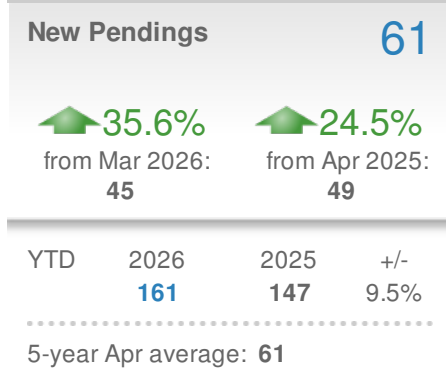 New Pendings 61
35.6% 24.5%
from Mar 2026: from Apr 2025:
45 49
YTD 2026 2025 +/-
161 147 9.5%
5-year Apr average: 61